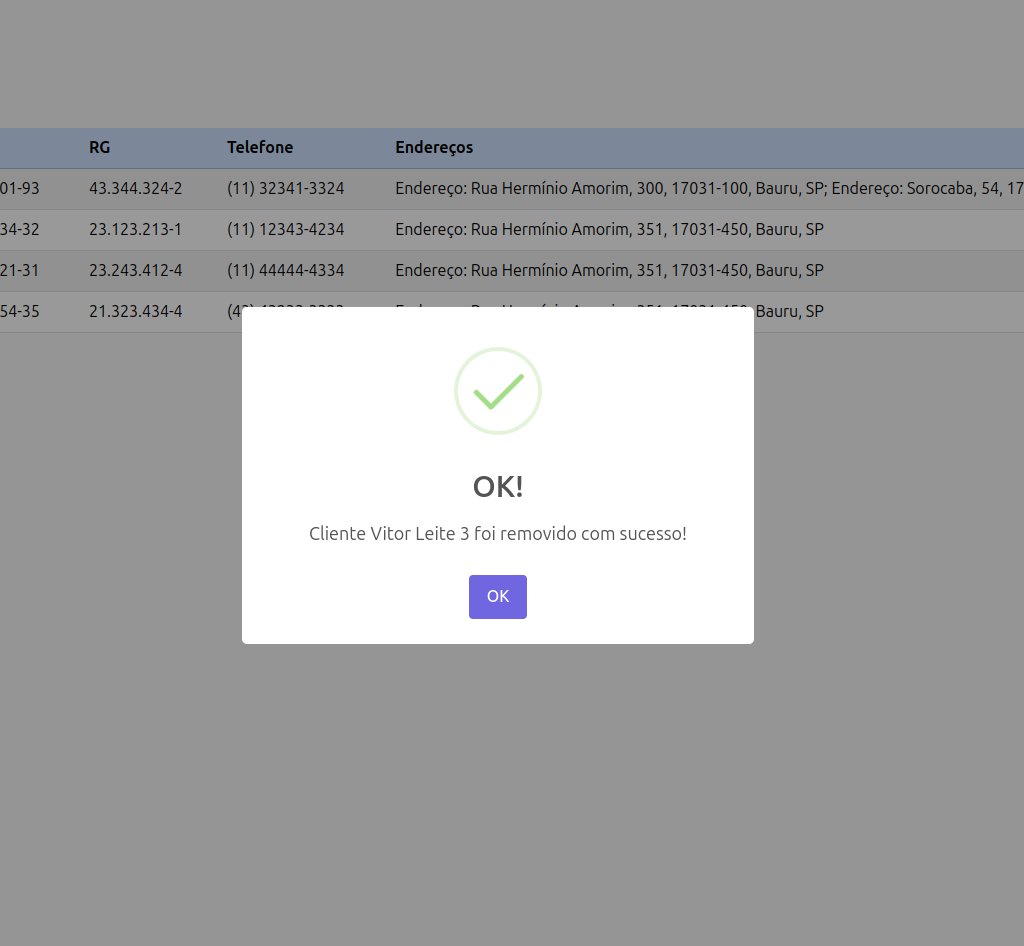 RG Telefone Endereços
01-93 43.344.324-2 (11) 32341-3324 Endereço: Rua Hermínio Amorim, 300, 17031-100, Bauru, SP; Endereço: Sorocaba, 54, 17
34-32 23.123.213-1 (11) 12343-4234 Endereço: Rua Hermínio Amorim, 351, 17031-450, Bauru, SP
21-31 23.243.412-4 (11) 44444-4334 Endereço: Rua Hermínio Amorim, 351, 17031-450, Bauru, SP
54-35 21.323.434-4 Bauru, SP
OK!
Cliente Vitor Leite 3 foi removido com sucesso!
OK